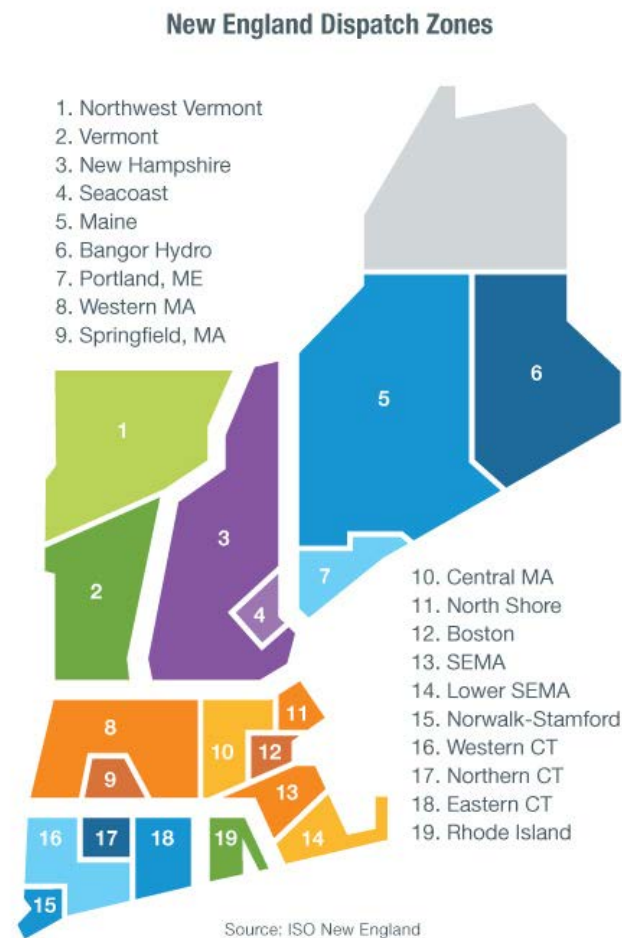 New England Dispatch Zones
1. Northwest Vermont
2. Vermont
3. New Hampshire
4. Seacoast
5. Maine
6. Bangor Hydro
7. Portland, ME
8. Western MA
9. Springfield, MA
1
2
3
4
5
6
7
10. Central MA
11. North Shore
12. Boston
13. SEMA
14. Lower SEMA
15. Norwalk-Stamford
16. Western CT
17. Northern CT
18. Eastern CT
19. Rhode Island
8
9
10
11
12
13
14
15
16
17
18
19
Source: ISO New England